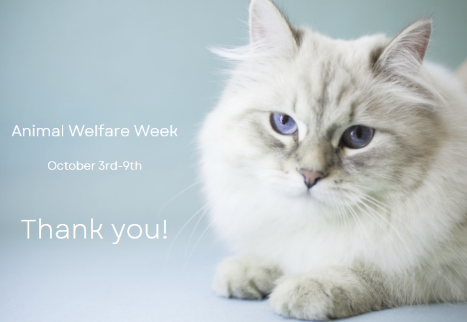 Animal Welfare Week
October 3rd-9th
Thank you!